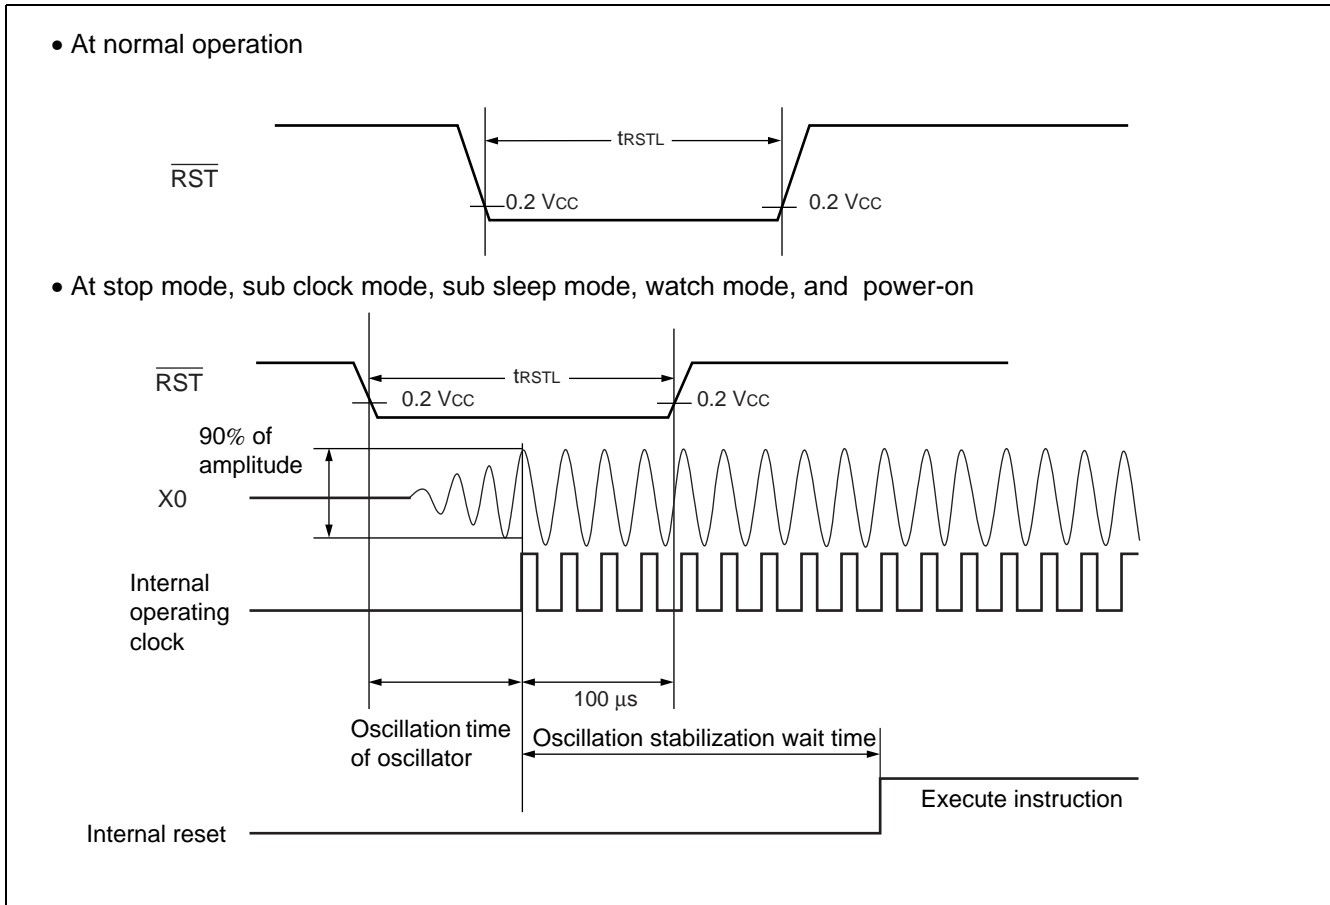 • At normal operation
tRSTL
RST
0.2 VCC
0.2 VCC
• At stop mode, sub clock mode, sub sleep mode, watch mode, and power-on
RST
tRSTL
0.2 VCC
0.2 VCC
90% of
amplitude
X0
Internal
operating
clock
100 μs
Oscillation time
of oscillator
Oscillation stabilization wait time
Execute instruction
Internal reset